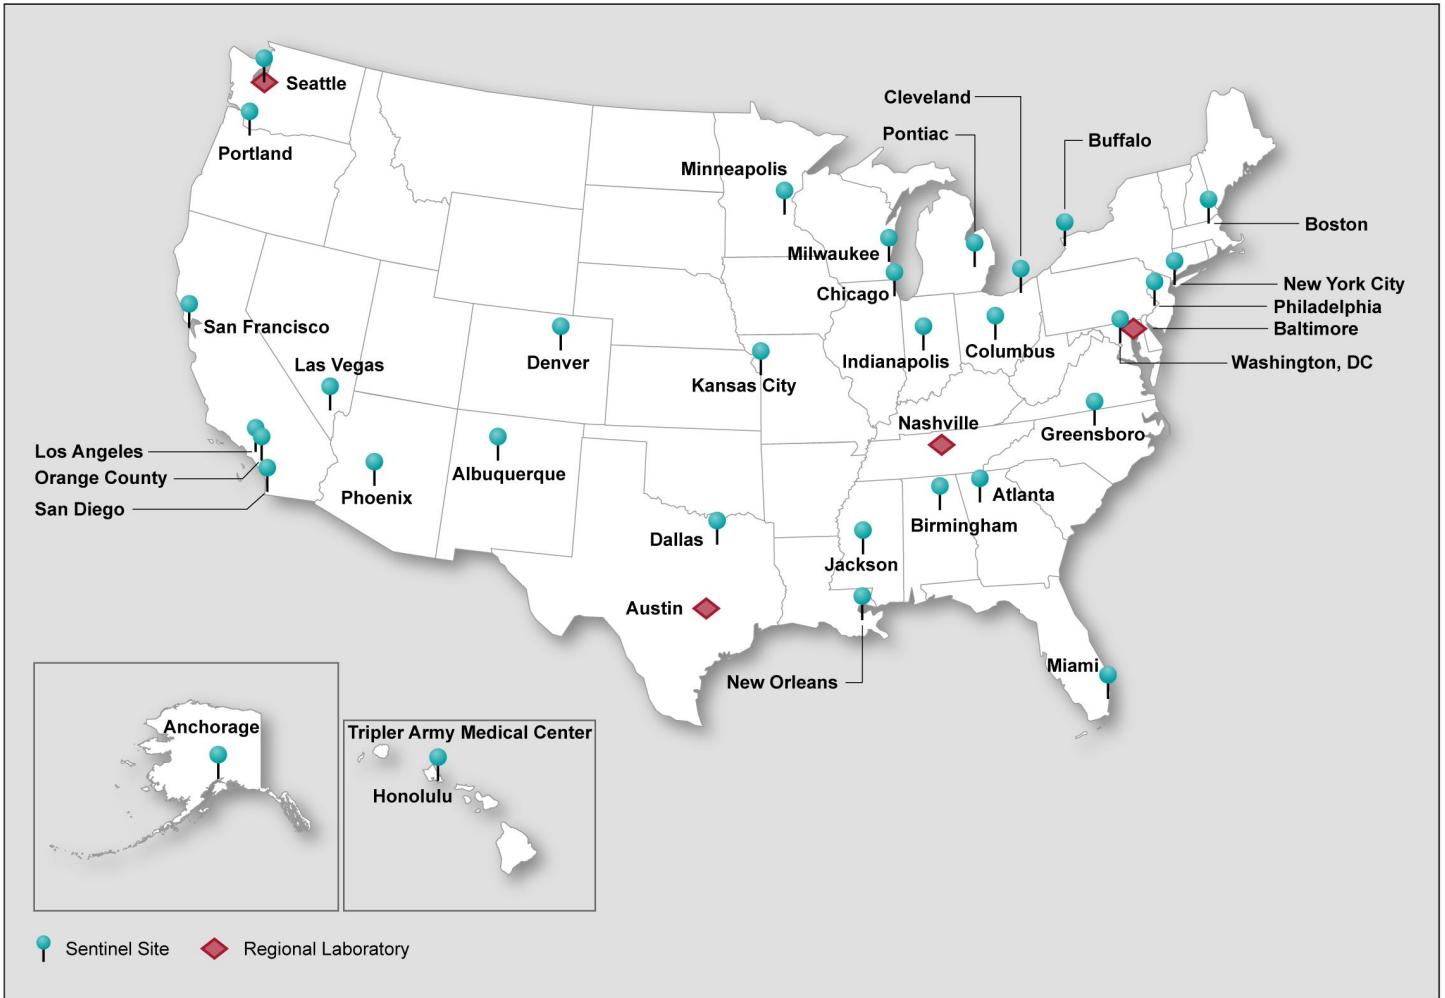 Seattle
Cleveland
Pontiac
Buffalo
Portland
Minneapolis
Boston
Milwaukee
New York City
Chicago
Philadelphia
San Francisco
Baltimore
Columbus
Indianapolis
Denver
Washington, DC
Las Vegas
Kansas City
Nashville
Greensboro
Los Angeles
Albuquerque
Orange County
Phoenix
Atlanta
San Diego
Birmingham
Dallas
Jackson
Austin
Miami
New Orleans
Anchorage
Tripler Army Medical Center
Honolulu
Sentinel Site
Regional Laboratory